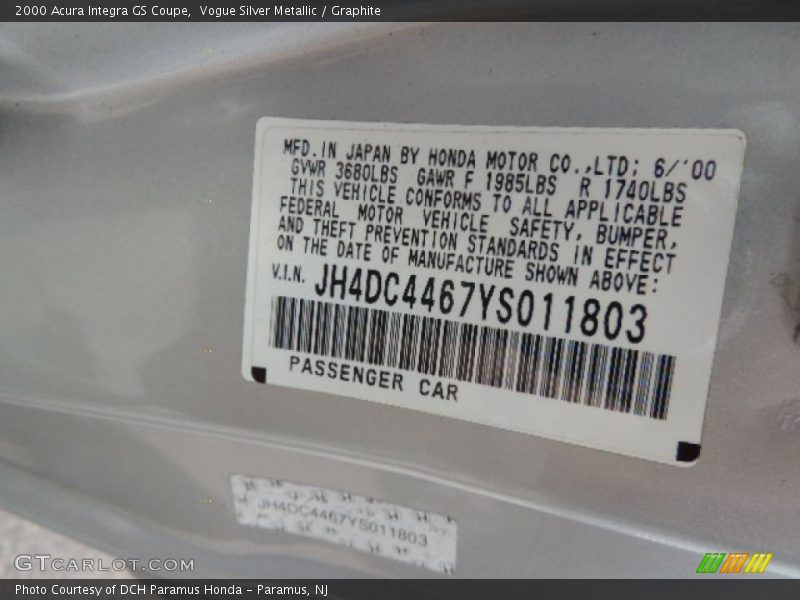 2000 Acura Integra GS Coupe,  Vogue Silver Metallic / Graphite
MFD. IN JAPAN BY HONDA MOTOR CO.,LTD; 6/'00
GVWR 3680LBS GAWR F 1985LBS R 1740LBS
THIS VEHICLE CONFORMS TO ALL APPLICABLE
FEDERAL MOTOR VEHICLE SAFETY, BUMPER,
AND THEFT PREVENTION STANDARDS IN EFFECT
ON THE DATE OF MANUFACTURE SHOWN ABOVE:
V.I.N. JH4DC4467YS011803
PASSENGER CAR
JH4DC4467YS011803
GTCARLOT.COM
Photo Courtesy of DCH Paramus Honda - Paramus, NJ